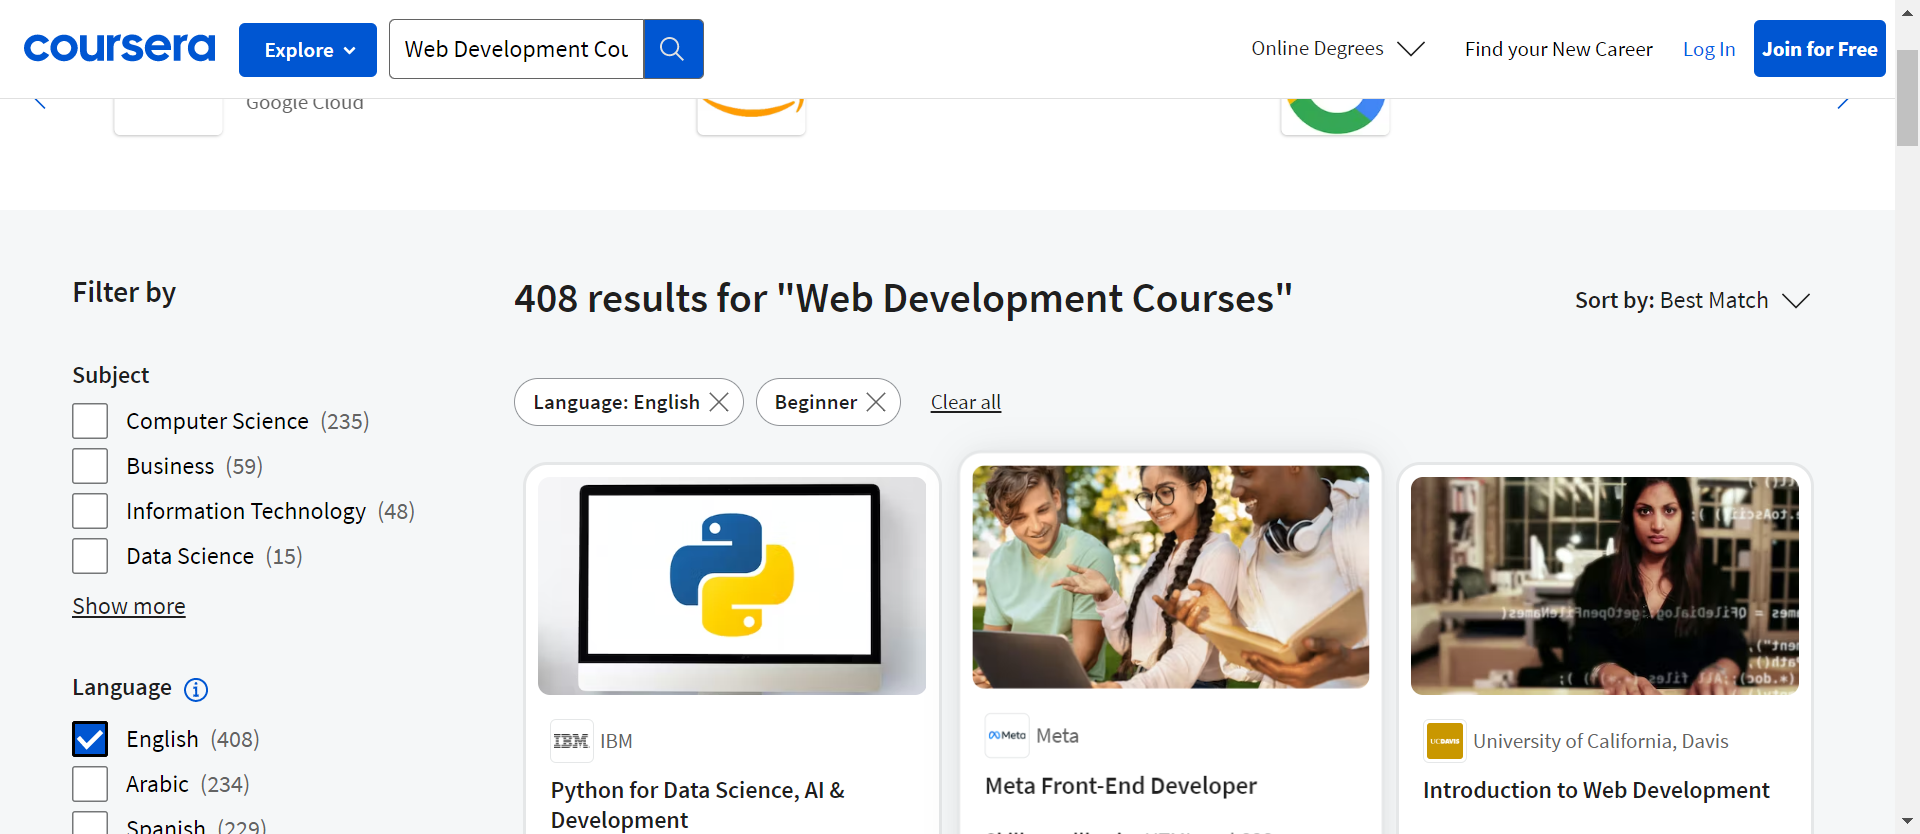 coursera
Explore
Web Development Cou
Online Degrees
Find your New Career
Log In
Join for Free
Google Cloud
Filter by
408 results for "Web Development Courses"
Sort by: Best Match
Subject
Language: English
Beginner
Clear all
Computer Science (235)
Business (59)
Information Technology (48)
Data Science (15)
Show more
Language
English (408)
Arabic (234)
Spanish (229)
IBM IBM
Python for Data Science, AI &
Development
Meta Meta
Meta Front-End Developer
UCDAVIS University of California, Davis
Introduction to Web Development